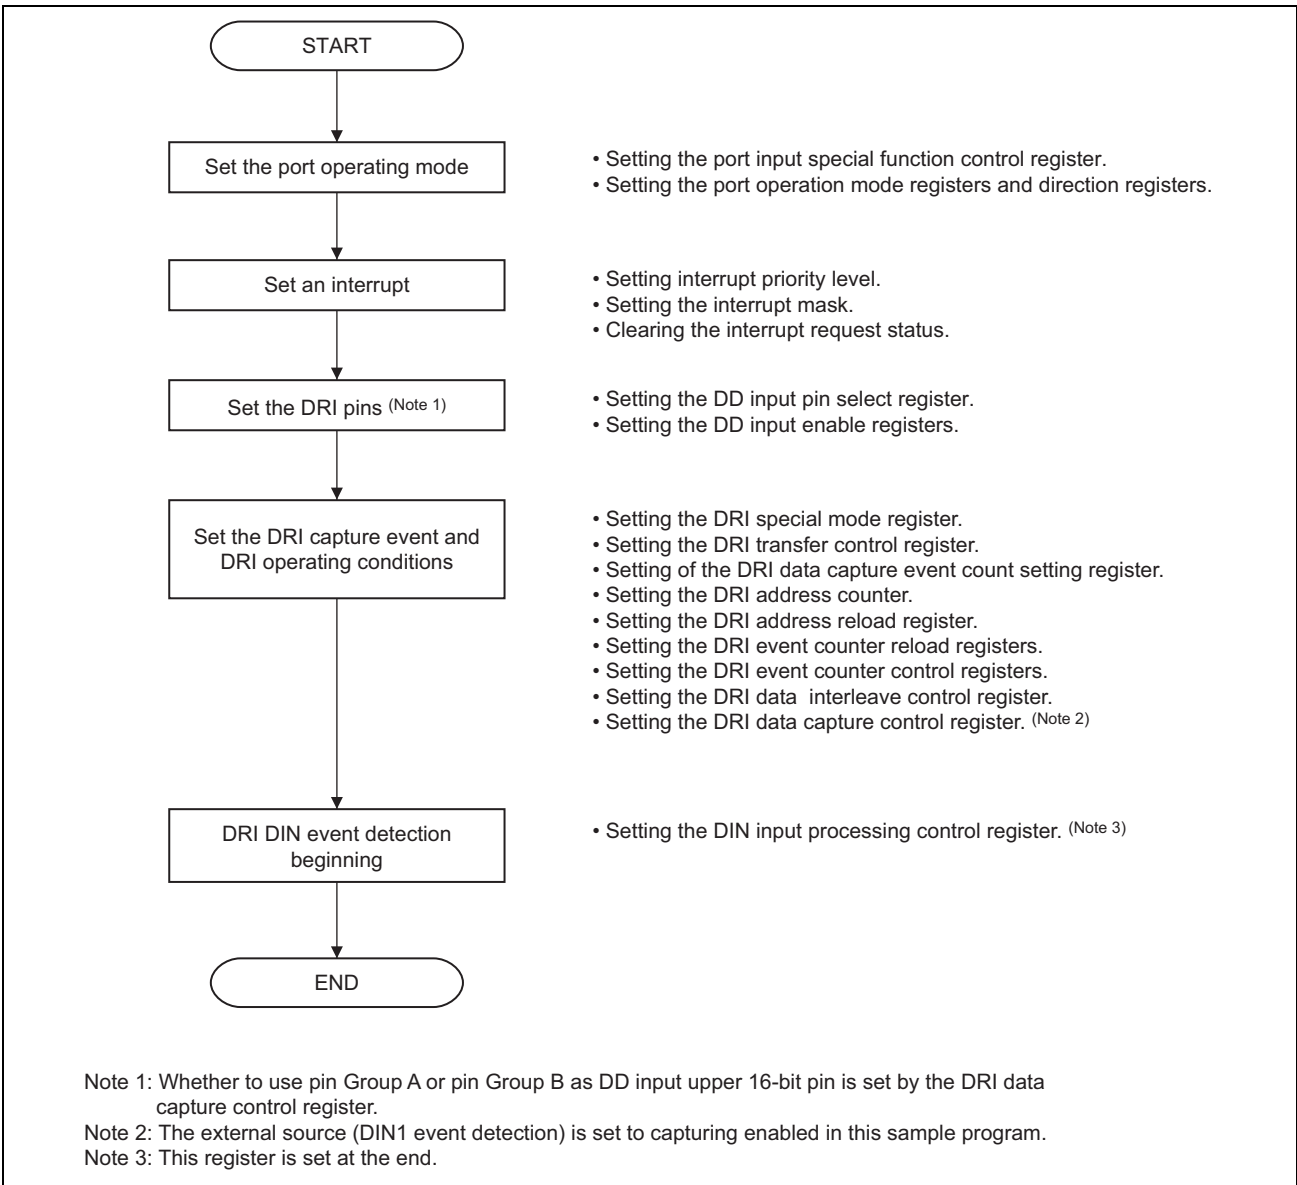 START
Set the port operating mode
• Setting the port input special function control register.
• Setting the port operation mode registers and direction registers.
Set an interrupt
• Setting interrupt priority level.
• Setting the interrupt mask.
• Clearing the interrupt request status.
Set the DRI pins (Note 1)
• Setting the DD input pin select register.
• Setting the DD input enable registers.
Set the DRI capture event and
DRI operating conditions
• Setting the DRI special mode register.
• Setting the DRI transfer control register.
• Setting of the DRI data capture event count setting register.
• Setting the DRI address counter.
• Setting the DRI address reload register.
• Setting the DRI event counter reload registers.
• Setting the DRI event counter control registers.
• Setting the DRI data interleave control register.
• Setting the DRI data capture control register. (Note 2)
DRI DIN event detection
beginning
• Setting the DIN input processing control register. (Note 3)
END
Note 1: Whether to use pin Group A or pin Group B as DD input upper 16-bit pin is set by the DRI data
capture control register.
Note 2: The external source (DIN1 event detection) is set to capturing enabled in this sample program.
Note 3: This register is set at the end.